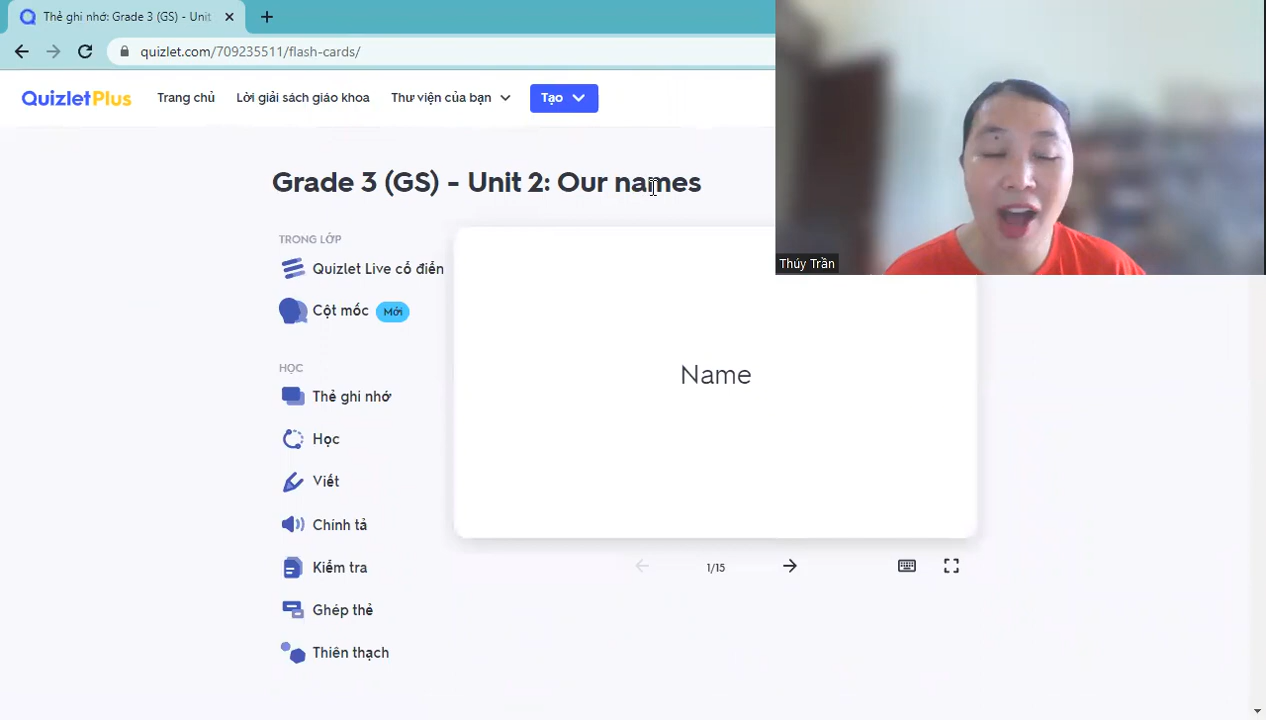 Thẻ ghi nhớ: Grade 3 (GS) - Unit
quizlet.com/709235511/flash-cards/
QuizletPlus
Trang chủ
Lời giải sách giáo khoa
Thư viện của bạn
Tạo
Grade 3 (GS) - Unit 2: Our names
TRONG LỚP
Quizlet Live cổ điển
Cột mốc
Mới
HỌC
Thẻ ghi nhớ
Học
Viết
Chính tả
Kiểm tra
Ghép thẻ
Thiên thạch
Name
1/15
Thúy Trần